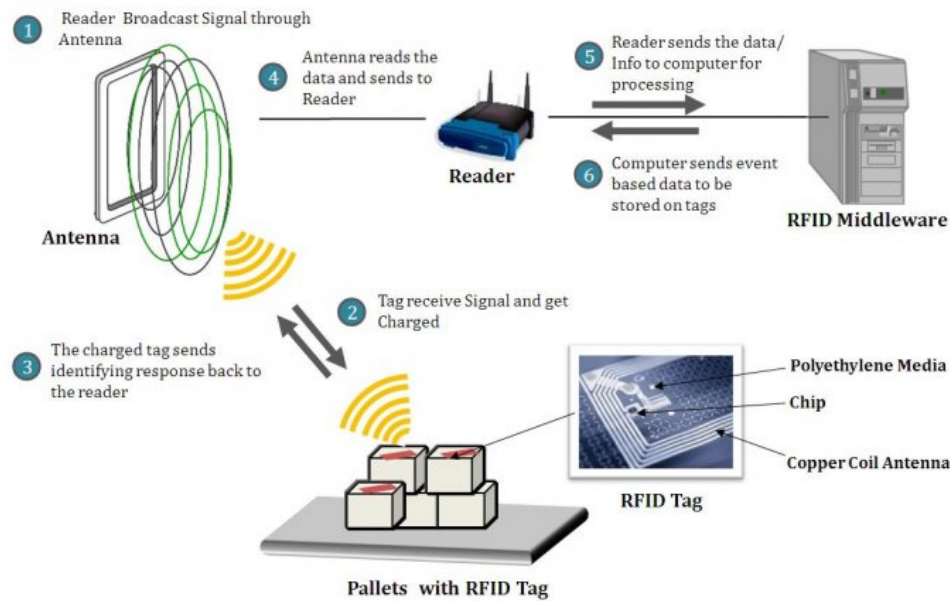 1
Reader Broadcast Signal through
Antenna
4
Antenna reads the
data and sends to
Reader
5
Reader sends the data/
Info to computer for
processing
Reader
6
Computer sends event
based data to be
stored on tags
RFID Middleware
Antenna
2
Tag receive Signal and get
Charged
3
The charged tag sends
identifying response back to
the reader
Polyethylene Media
Chip
Copper Coil Antenna
RFID Tag
Pallets with RFID Tag